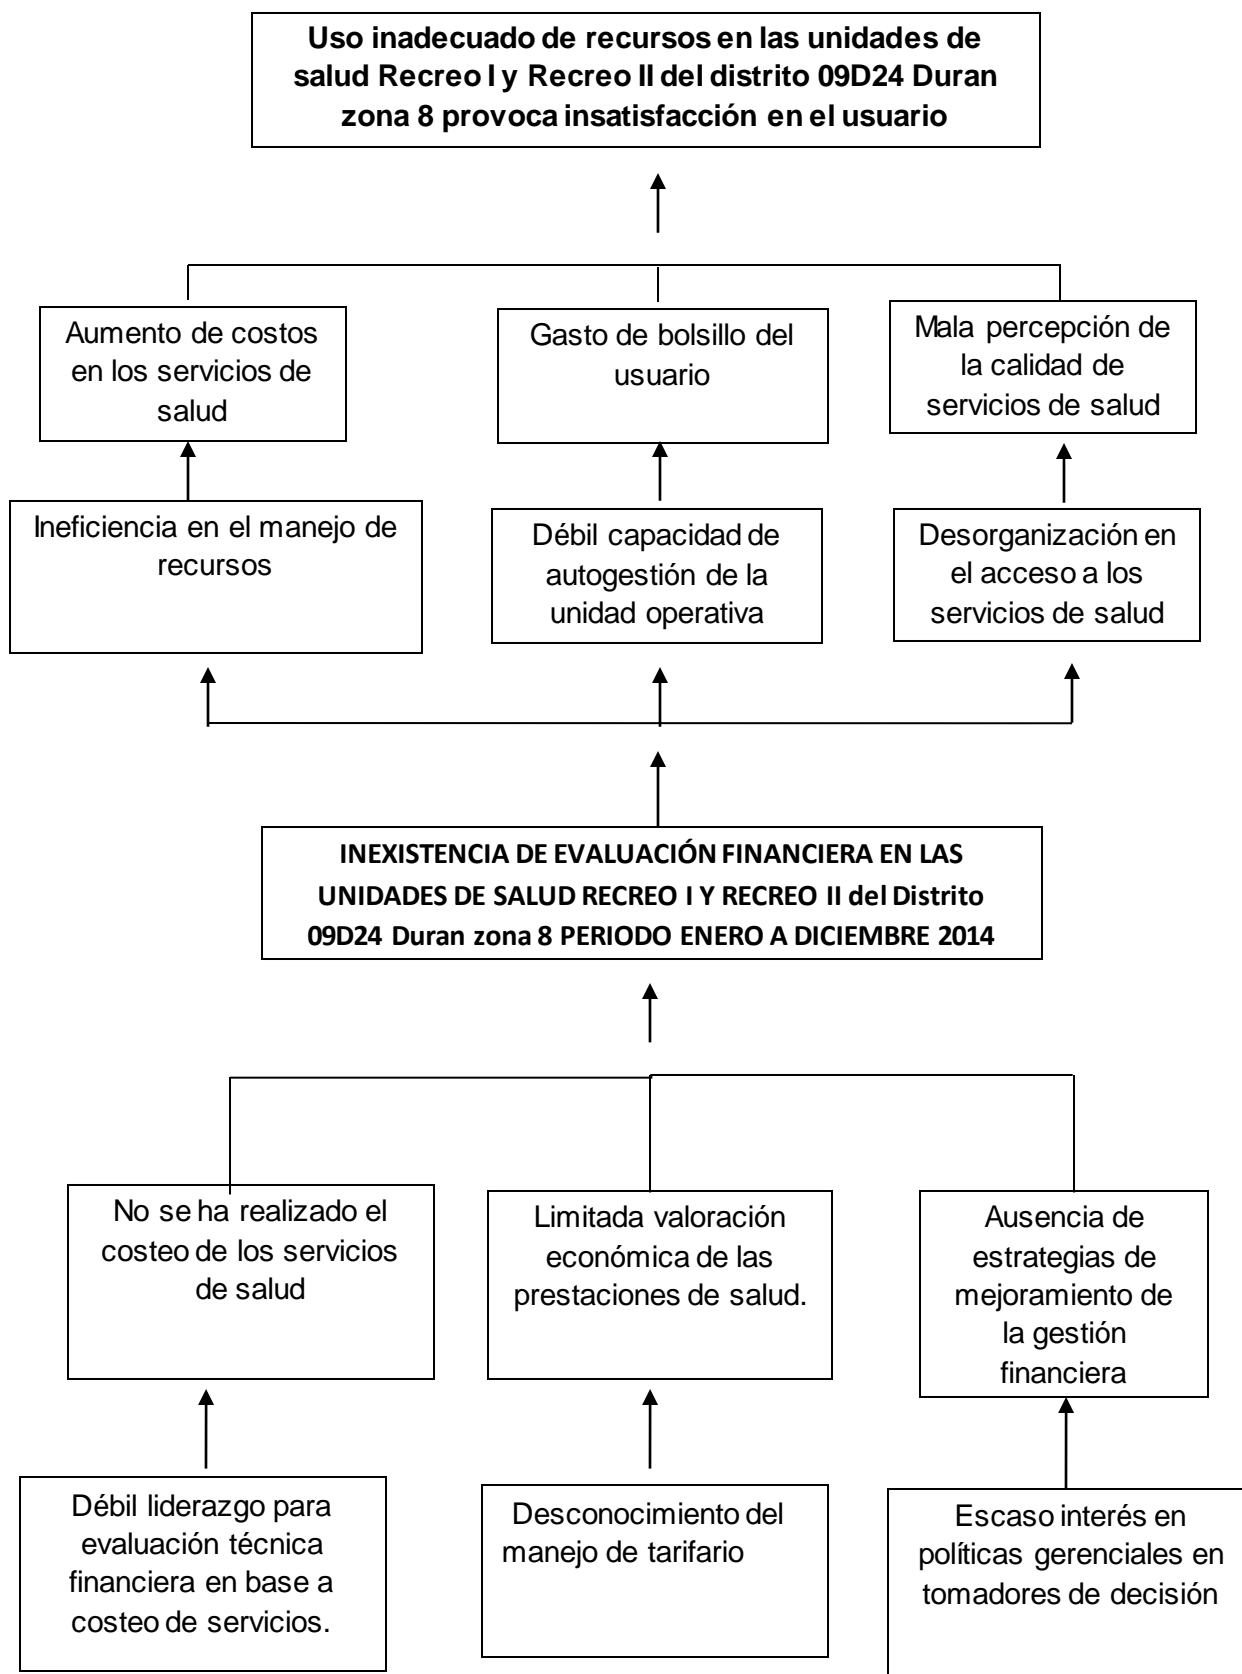 Uso inadecuado de recursos en las unidades de
salud Recreo I y Recreo II del distrito 09D24 Duran
zona 8 provoca insatisfacción en el usuario
Aumento de costos
en los servicios de
salud
Gasto de bolsillo del
usuario
Mala percepción de
la calidad de
servicios de salud
Ineficiencia en el manejo de
recursos
Débil capacidad de
autogestión de la
unidad operativa
Desorganización en
el acceso a los
servicios de salud
INEXISTENCIA DE EVALUACIÓN FINANCIERA EN LAS
UNIDADES DE SALUD RECREO I Y RECREO II del Distrito
09D24 Duran zona 8 PERIODO ENERO A DICIEMBRE 2014
No se ha realizado el
costeo de los servicios
de salud
Limitada valoración
económica de las
prestaciones de salud.
Ausencia de
estrategias de
mejoramiento de
la gestión
financiera
Débil liderazgo para
evaluación técnica
financiera en base a
costeo de servicios.
Desconocimiento del
manejo de tarifario
Escaso interés en
políticas gerenciales en
tomadores de decisión